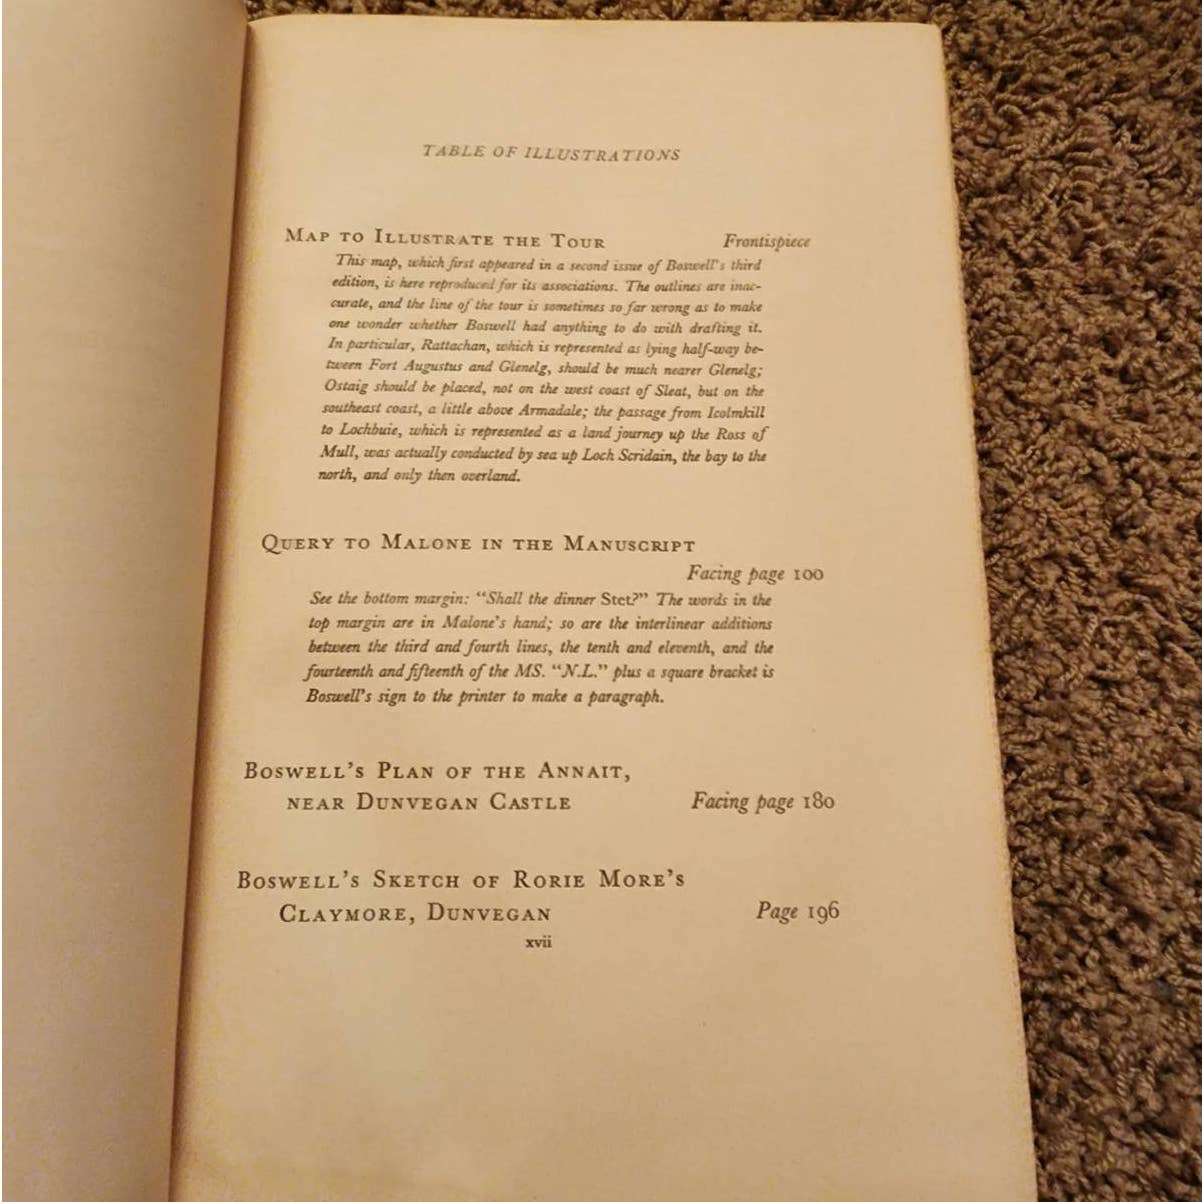 TABLE OF ILLUSTRATIONS
MAP TO ILLUSTRATE THE TOUR Frontispiece
This map, which first appeared in a second issue of Boswell's third
edition, is here reproduced for its associations. The outlines are inac-
curate, and the line of the tour is sometimes so far wrong as to make
one wonder whether Boswell had anything to do with drafting it.
In particular, Rattachan, which is represented as lying half-way be-
tween Fort Augustus and Glenelg, should be much nearer Glenelg;
Ostaig should be placed, not on the west coast of Sleat, but on the
southeast coast, a little above Armadale; the passage from Icolmkill
to Lochbuie, which is represented as a land journey up the Ross of
Mull, was actually conducted by sea up Loch Scridain, the bay to the
north, and only then overland.
QUERY TO MALONE IN THE MANUSCRIPT
Facing page 100
See the bottom margin: "Shall the dinner Stet?" The words in the
top margin are in Malone's hand; so are the interlinear additions
between the third and fourth lines, the tenth and eleventh, and the
fourteenth and fifteenth of the MS. "N.L." plus a square bracket is
Boswell's sign to the printer to make a paragraph.
BOSWELL'S PLAN OF THE ANNAIT,
NEAR DUNVEGAN CASTLE Facing page 180
BOSWELL'S SKETCH OF RORIE MORE'S
CLAYMORE, DUNVEGAN Page 196
xvii